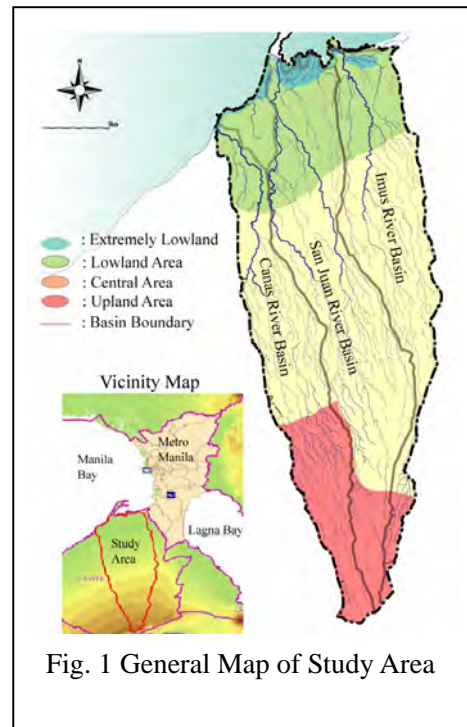 N
5km
: Extremely Lowland
: Lowland Area
: Central Area
: Upland Area
: Basin Boundary
Canas River Basin
San Juan River Basin
Imus River Basin
Vicinity Map
Metro
Manila
Manila
Bay
Lagna Bay
Study
Area
Fig. 1 General Map of Study Area